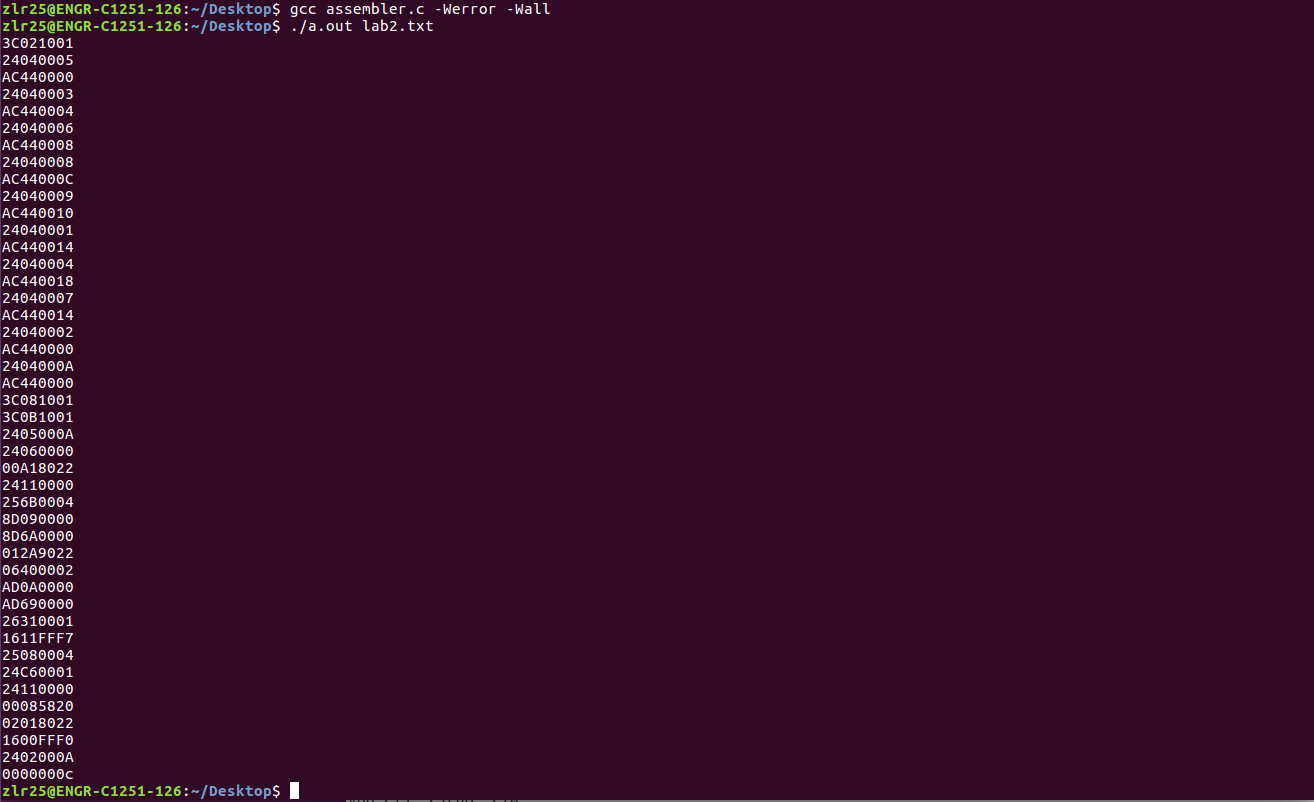 zlr25@ENGR-C1251-126:~/Desktop$ gcc assembler.c -Werror -Wall
zlr25@ENGR-C1251-126:~/Desktop$ ./a.out lab2.txt
3C021001
24040005
AC440000
24040003
AC440004
24040006
AC440008
24040008
AC44000C
24040009
AC440010
24040001
AC440014
24040004
AC440018
24040007
AC440014
24040002
AC440000
2404000A
AC440000
3C081001
3C0B1001
2405000A
24060000
00A18022
24110000
256B0004
8D090000
8D6A0000
012A9022
06400002
AD0A0000
AD690000
26310001
1611FFF7
25080004
24C60001
24110000
00085820
02018022
1600FFF0
2402000A
0000000c
zlr25@ENGR-C1251-126:~/Desktop$